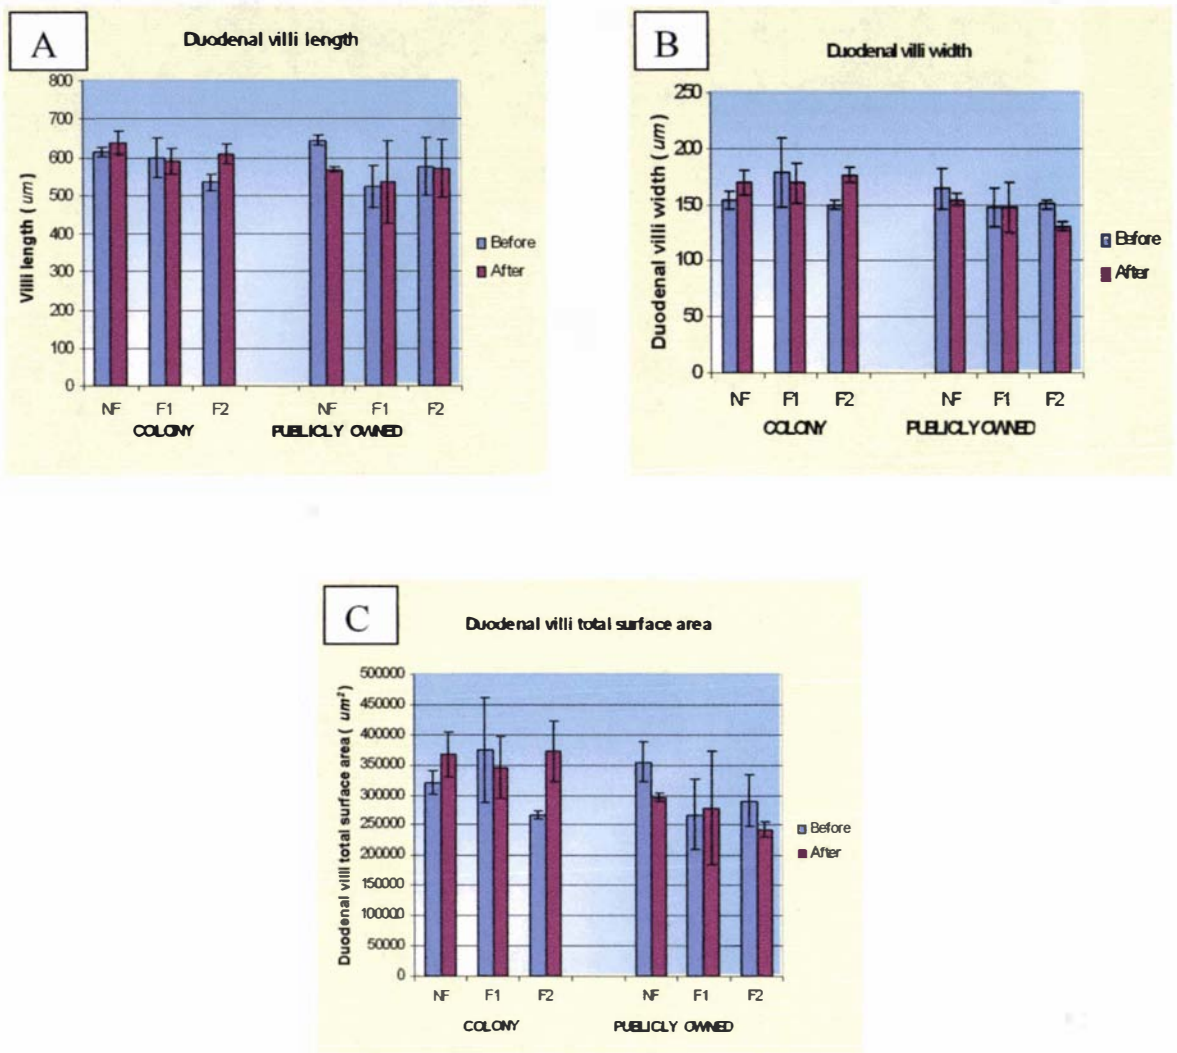 A
Duodenal villi length
Villi length ( um)
800
700
600
500
400
300
200
100
0
NF F1 F2 NF F1 F2
COLONY PUBLICLY OWNED
Before
After
B
Duodenal villi width
Duodenal villi width ( um)
250
200
150
100
50
0
NF F1 F2 NF F1 F2
COLONY PUBLICLY OWNED
Before
After
C
Duodenal villi total surface area
Duodenal villi total surface area ( um²)
500000
450000
400000
350000
300000
250000
200000
150000
100000
50000
0
NF F1 F2 NF F1 F2
COLONY PUBLICLY OWNED
Before
After